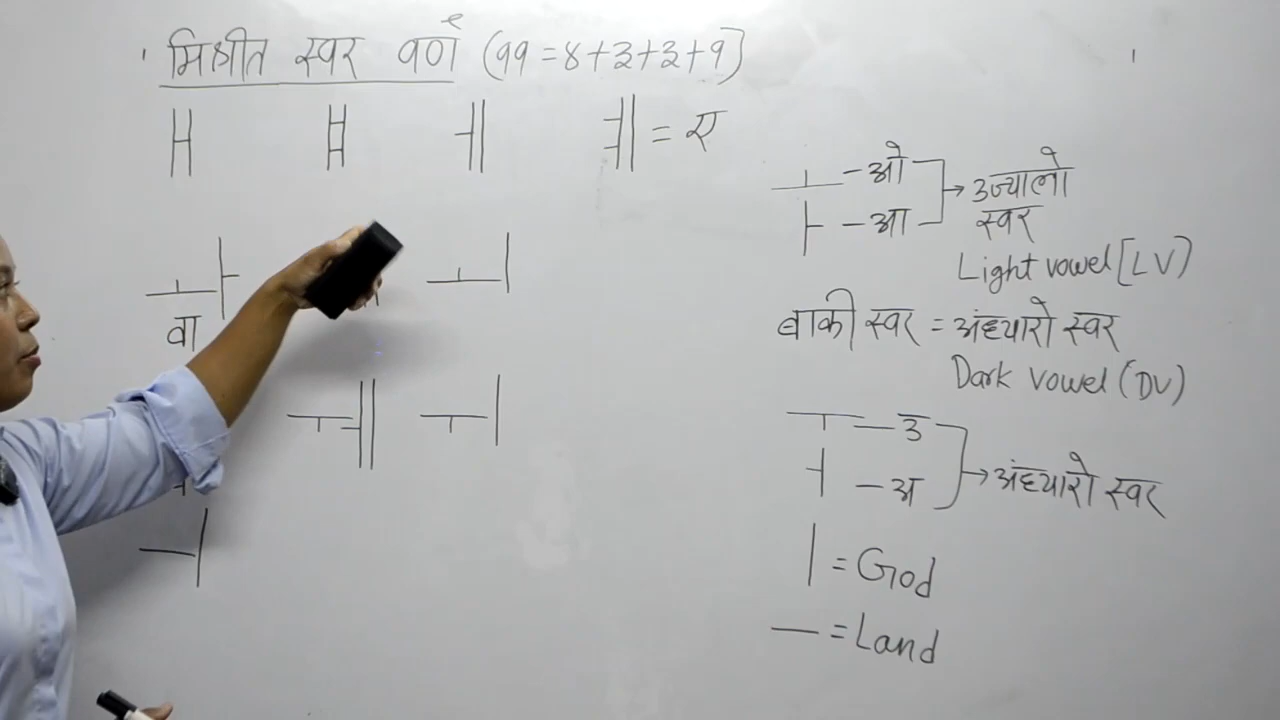 मिश्रीत स्वर वर्ण (११=४+३+३+१)
ㅐ ㅒ ㅔ ㅖ = ए
ㅗ - ओ
ㅏ - आ
→ उज्यालो
स्वर
Light vowel [LV)
ㅘ ㅚ
वा
बाकी स्वर = अंध्यारो स्वर
Dark vowel (DV)
ㅞ ㅟ
ㅜ — उ
ㅓ - अ
→ अंध्यारो स्वर
ㅢ
ㅣ = God
ㅡ = Land